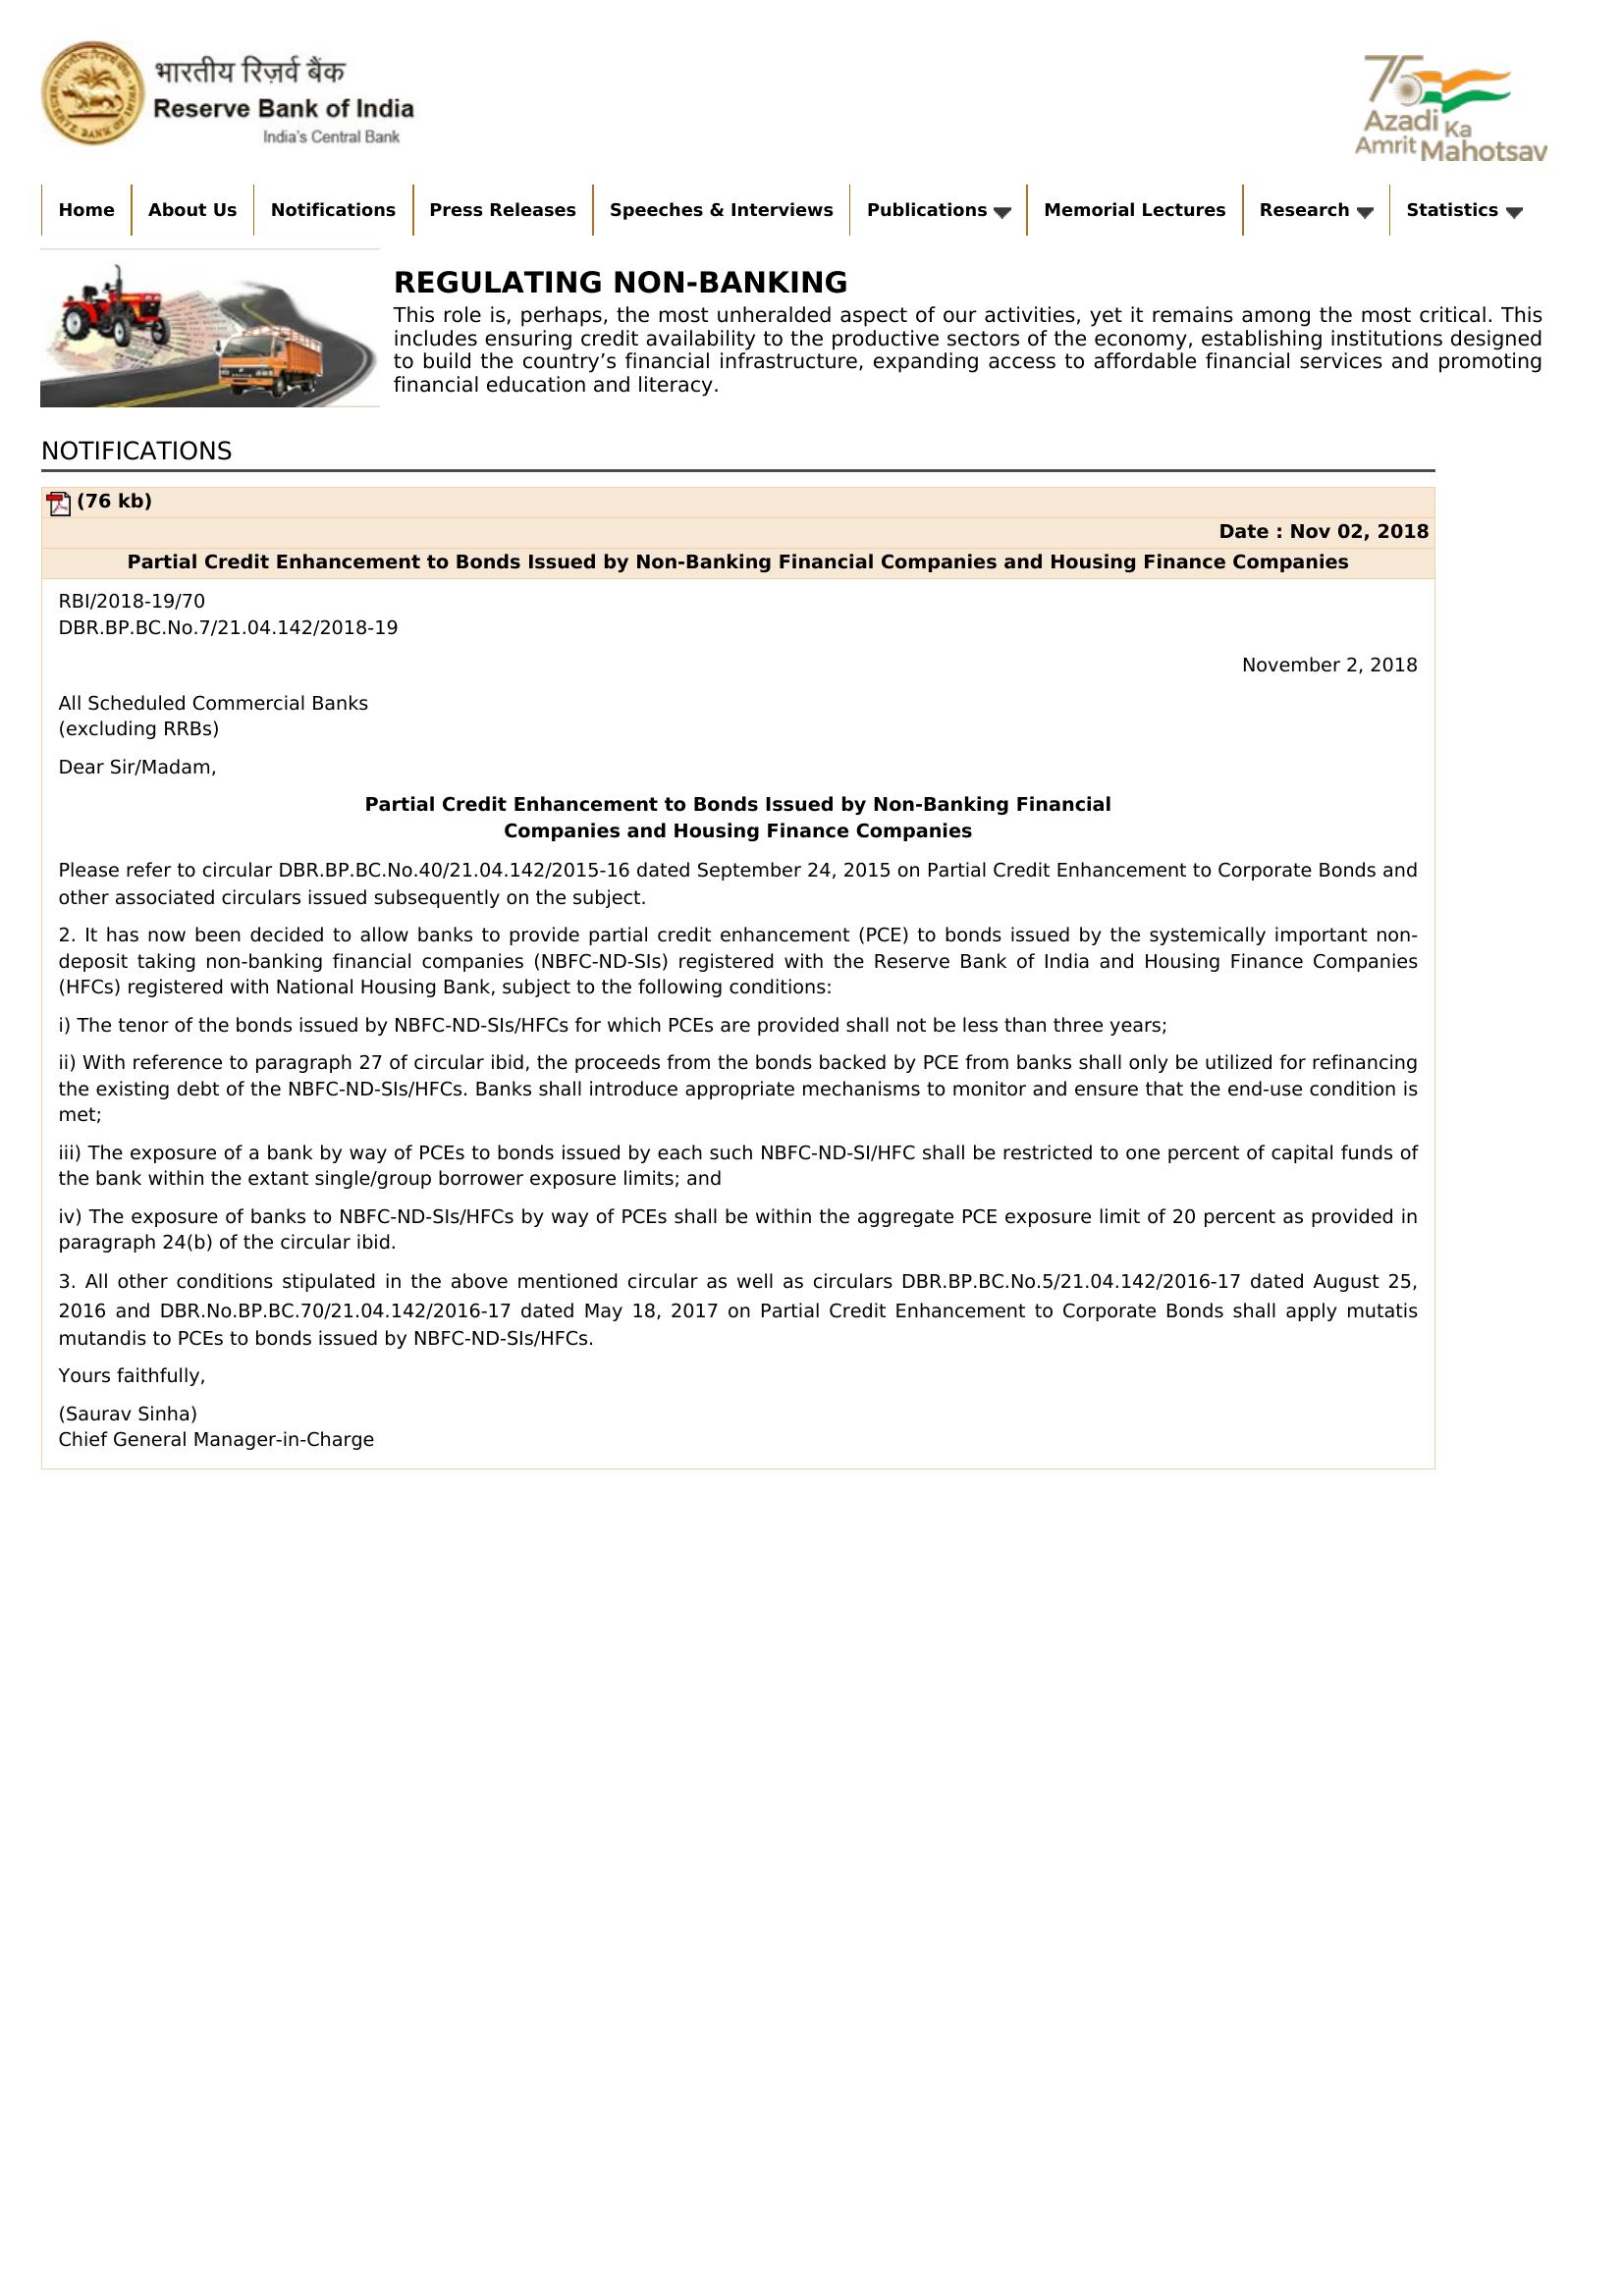 भारतीय रिज़र्व बैंक
Reserve Bank of India
India's Central Bank
75
Azadi Ka
Amrit Mahotsav
Home About Us Notifications Press Releases Speeches & Interviews Publications Memorial Lectures Research Statistics
REGULATING NON-BANKING
This role is, perhaps, the most unheralded aspect of our activities, yet it remains among the most critical. This
includes ensuring credit availability to the productive sectors of the economy, establishing institutions designed
to build the country’s financial infrastructure, expanding access to affordable financial services and promoting
financial education and literacy.
NOTIFICATIONS
(76 kb)
Date : Nov 02, 2018
Partial Credit Enhancement to Bonds Issued by Non-Banking Financial Companies and Housing Finance Companies
RBI/2018-19/70
DBR.BP.BC.No.7/21.04.142/2018-19
November 2, 2018
All Scheduled Commercial Banks
(excluding RRBs)
Dear Sir/Madam,
Partial Credit Enhancement to Bonds Issued by Non-Banking Financial
Companies and Housing Finance Companies
Please refer to circular DBR.BP.BC.No.40/21.04.142/2015-16 dated September 24, 2015 on Partial Credit Enhancement to Corporate Bonds and
other associated circulars issued subsequently on the subject.
2. It has now been decided to allow banks to provide partial credit enhancement (PCE) to bonds issued by the systemically important non-
deposit taking non-banking financial companies (NBFC-ND-SIs) registered with the Reserve Bank of India and Housing Finance Companies
(HFCs) registered with National Housing Bank, subject to the following conditions:
i) The tenor of the bonds issued by NBFC-ND-SIs/HFCs for which PCEs are provided shall not be less than three years;
ii) With reference to paragraph 27 of circular ibid, the proceeds from the bonds backed by PCE from banks shall only be utilized for refinancing
the existing debt of the NBFC-ND-SIs/HFCs. Banks shall introduce appropriate mechanisms to monitor and ensure that the end-use condition is
met;
iii) The exposure of a bank by way of PCEs to bonds issued by each such NBFC-ND-SI/HFC shall be restricted to one percent of capital funds of
the bank within the extant single/group borrower exposure limits; and
iv) The exposure of banks to NBFC-ND-SIs/HFCs by way of PCEs shall be within the aggregate PCE exposure limit of 20 percent as provided in
paragraph 24(b) of the circular ibid.
3. All other conditions stipulated in the above mentioned circular as well as circulars DBR.BP.BC.No.5/21.04.142/2016-17 dated August 25,
2016 and DBR.No.BP.BC.70/21.04.142/2016-17 dated May 18, 2017 on Partial Credit Enhancement to Corporate Bonds shall apply mutatis
mutandis to PCEs to bonds issued by NBFC-ND-SIs/HFCs.
Yours faithfully,
(Saurav Sinha)
Chief General Manager-in-Charge